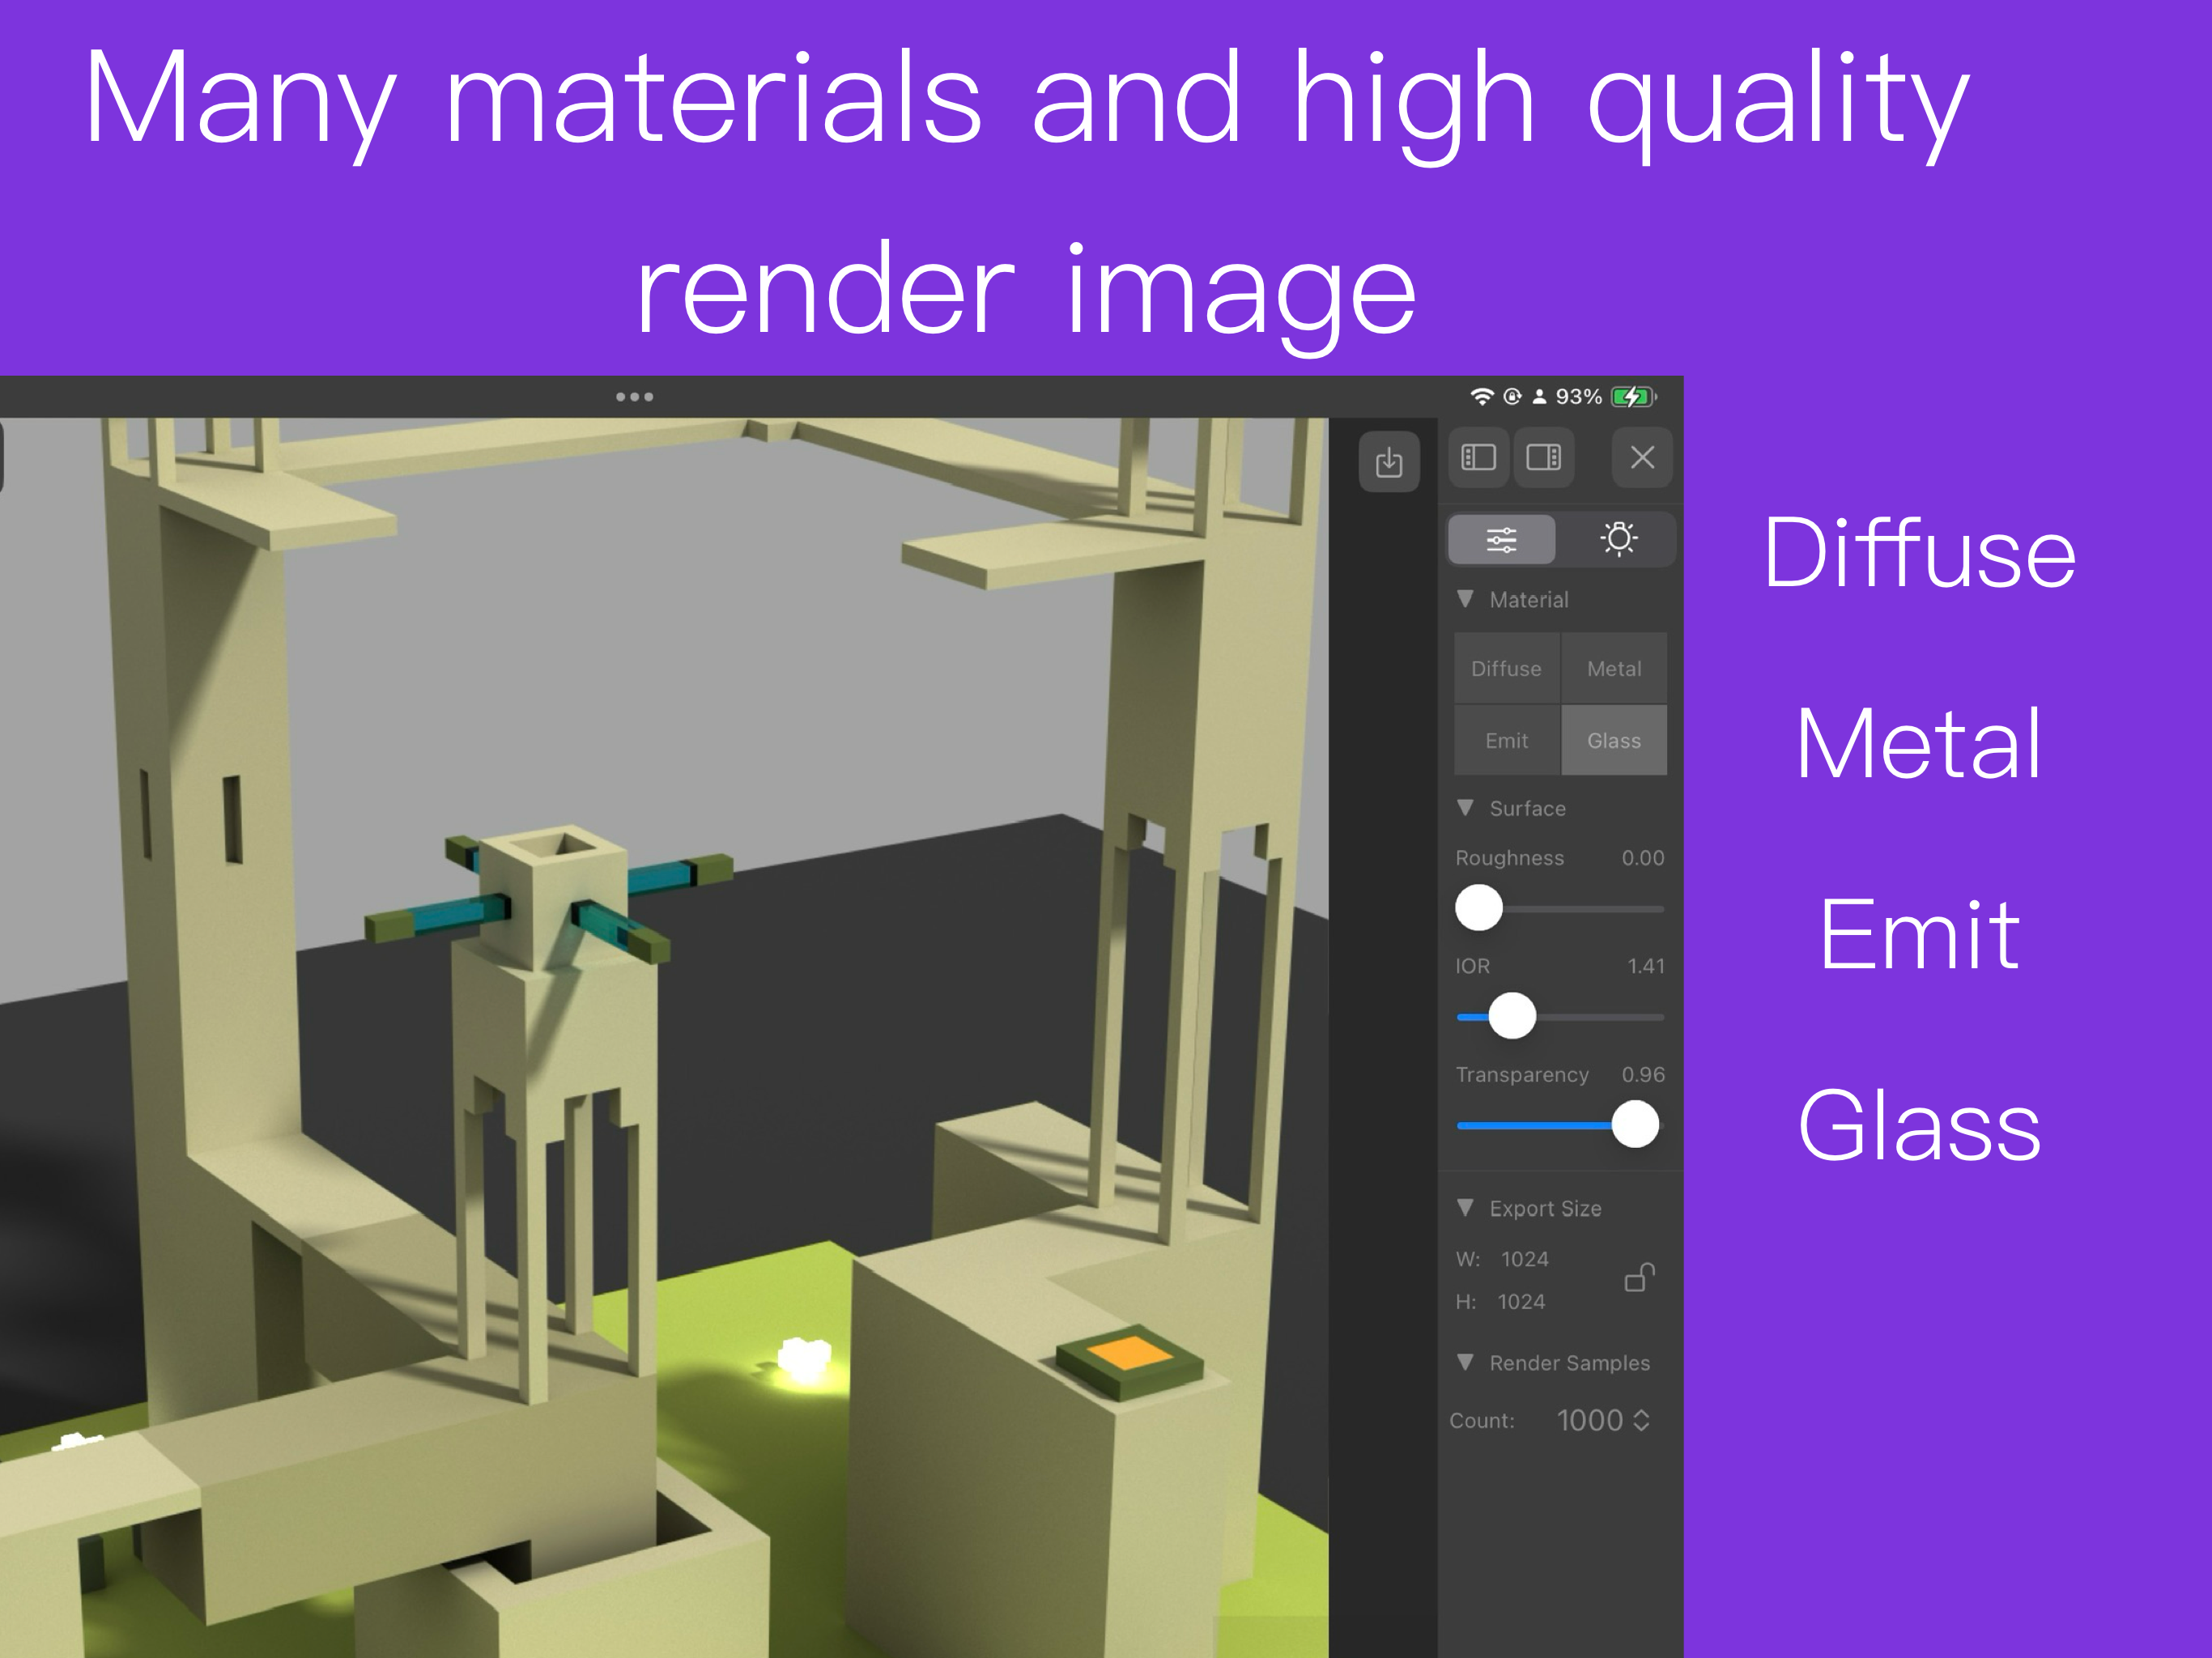 Many materials and high quality
render image
93%
Material
Diffuse Metal
Emit Glass
Surface
Roughness 0.00
IOR 1.41
Transparency 0.96
Export Size
W: 1024
H: 1024
Render Samples
Count: 1000
Diffuse
Metal
Emit
Glass